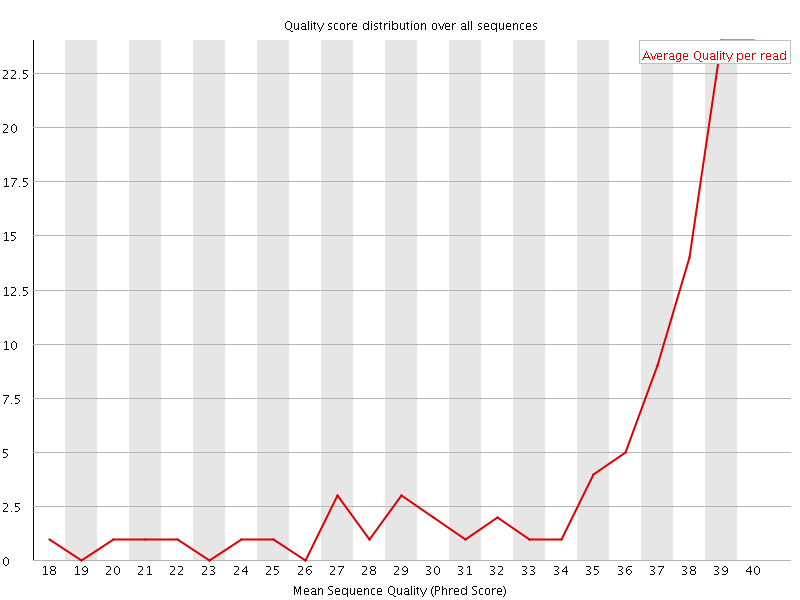 Quality score distribution over all sequences
Average Quality per read
22.5
20
17.5
15
12.5
10
7.5
5
2.5
0
18 19 20 21 22 23 24 25 26 27 28 29 30 31 32 33 34 35 36 37 38 39 40
Mean Sequence Quality (Phred Score)